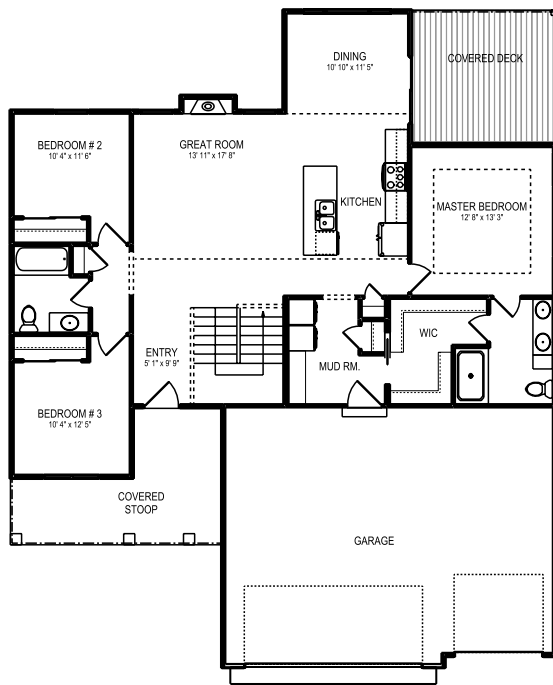 DINING
10' 10" x 11' 5"
COVERED DECK
BEDROOM # 2
10' 4" x 11' 6"
GREAT ROOM
13' 11" x 17' 8"
KITCHEN
MASTER BEDROOM
12' 8" x 13' 3"
WIC
ENTRY
5' 1" x 9' 9"
MUD RM.
BEDROOM # 3
10' 4" x 12' 5"
COVERED
STOOP
GARAGE